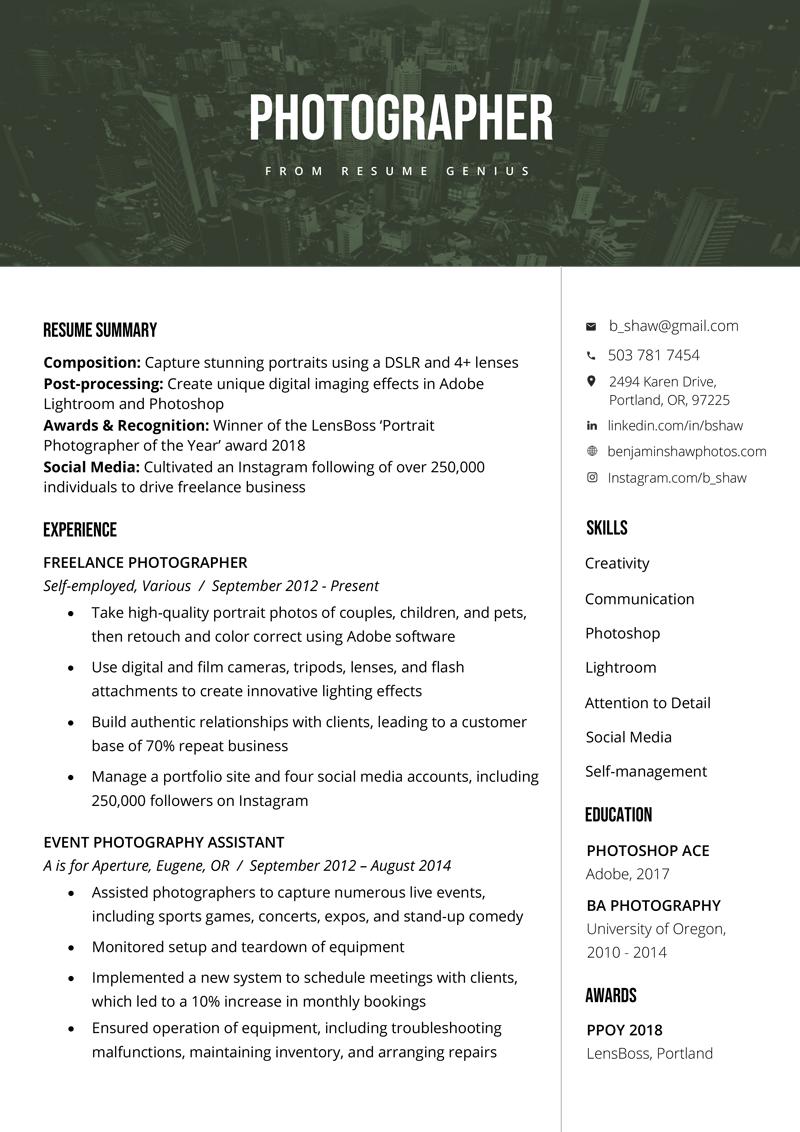 PHOTOGRAPHER
FROM RESUME GENIUS
RESUME SUMMARY
Composition: Capture stunning portraits using a DSLR and 4+ lenses
Post-processing: Create unique digital imaging effects in Adobe
Lightroom and Photoshop
Awards & Recognition: Winner of the LensBoss ‘Portrait
Photographer of the Year’ award 2018
Social Media: Cultivated an Instagram following of over 250,000
individuals to drive freelance business
EXPERIENCE
FREELANCE PHOTOGRAPHER
Self-employed, Various / September 2012 - Present
• Take high-quality portrait photos of couples, children, and pets,
then retouch and color correct using Adobe software
• Use digital and film cameras, tripods, lenses, and flash
attachments to create innovative lighting effects
• Build authentic relationships with clients, leading to a customer
base of 70% repeat business
• Manage a portfolio site and four social media accounts, including
250,000 followers on Instagram
EVENT PHOTOGRAPHY ASSISTANT
A is for Aperture, Eugene, OR / September 2012 – August 2014
• Assisted photographers to capture numerous live events,
including sports games, concerts, expos, and stand-up comedy
• Monitored setup and teardown of equipment
• Implemented a new system to schedule meetings with clients,
which led to a 10% increase in monthly bookings
• Ensured operation of equipment, including troubleshooting
malfunctions, maintaining inventory, and arranging repairs
b_shaw@gmail.com
503 781 7454
2494 Karen Drive,
Portland, OR, 97225
linkedin.com/in/bshaw
benjaminshawphotos.com
Instagram.com/b_shaw
SKILLS
Creativity
Communication
Photoshop
Lightroom
Attention to Detail
Social Media
Self-management
EDUCATION
PHOTOSHOP ACE
Adobe, 2017
BA PHOTOGRAPHY
University of Oregon,
2010 - 2014
AWARDS
PPOY 2018
LensBoss, Portland